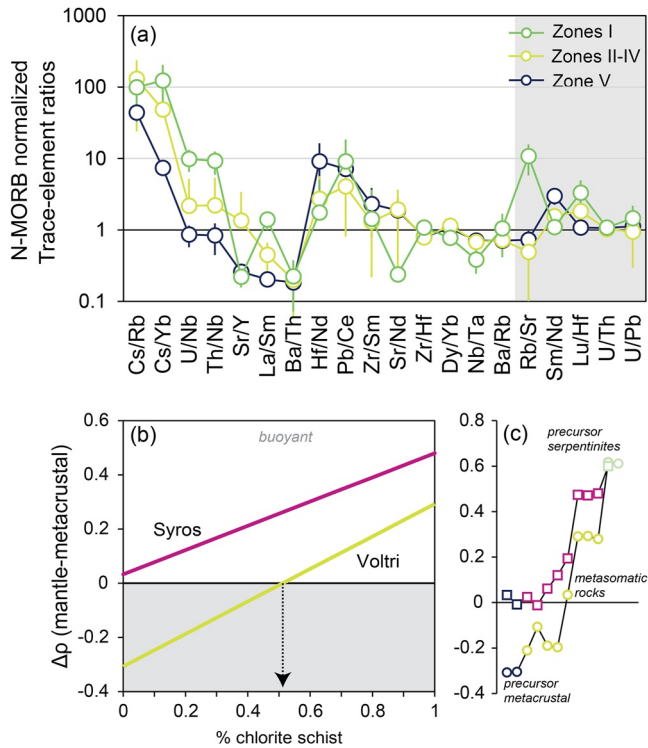 (a)
Zones I
Zones II-IV
Zone V
N-MORB normalized
Trace-element ratios
1000
100
10
1
0.1
Cs/Rb
Cs/Yb
U/Nb
Th/Nb
Sr/Y
La/Sm
Ba/Th
Hf/Nd
Pb/Ce
Zr/Sm
Sr/Nd
Zr/Hf
Dy/Yb
Nb/Ta
Ba/Rb
Rb/Sr
Sm/Nd
Lu/Hf
U/Th
U/Pb
(b)
buoyant
Syros
Voltri
Δρ (mantle-metacrustal)
0.6
0.4
0.2
0
-0.2
-0.4
0
0.2
0.4
0.6
0.8
1
% chlorite schist
(c)
precursor
serpentinites
metasomatic
rocks
precursor
metacrustal
0.8
0.6
0.4
0.2
0
-0.2
-0.4